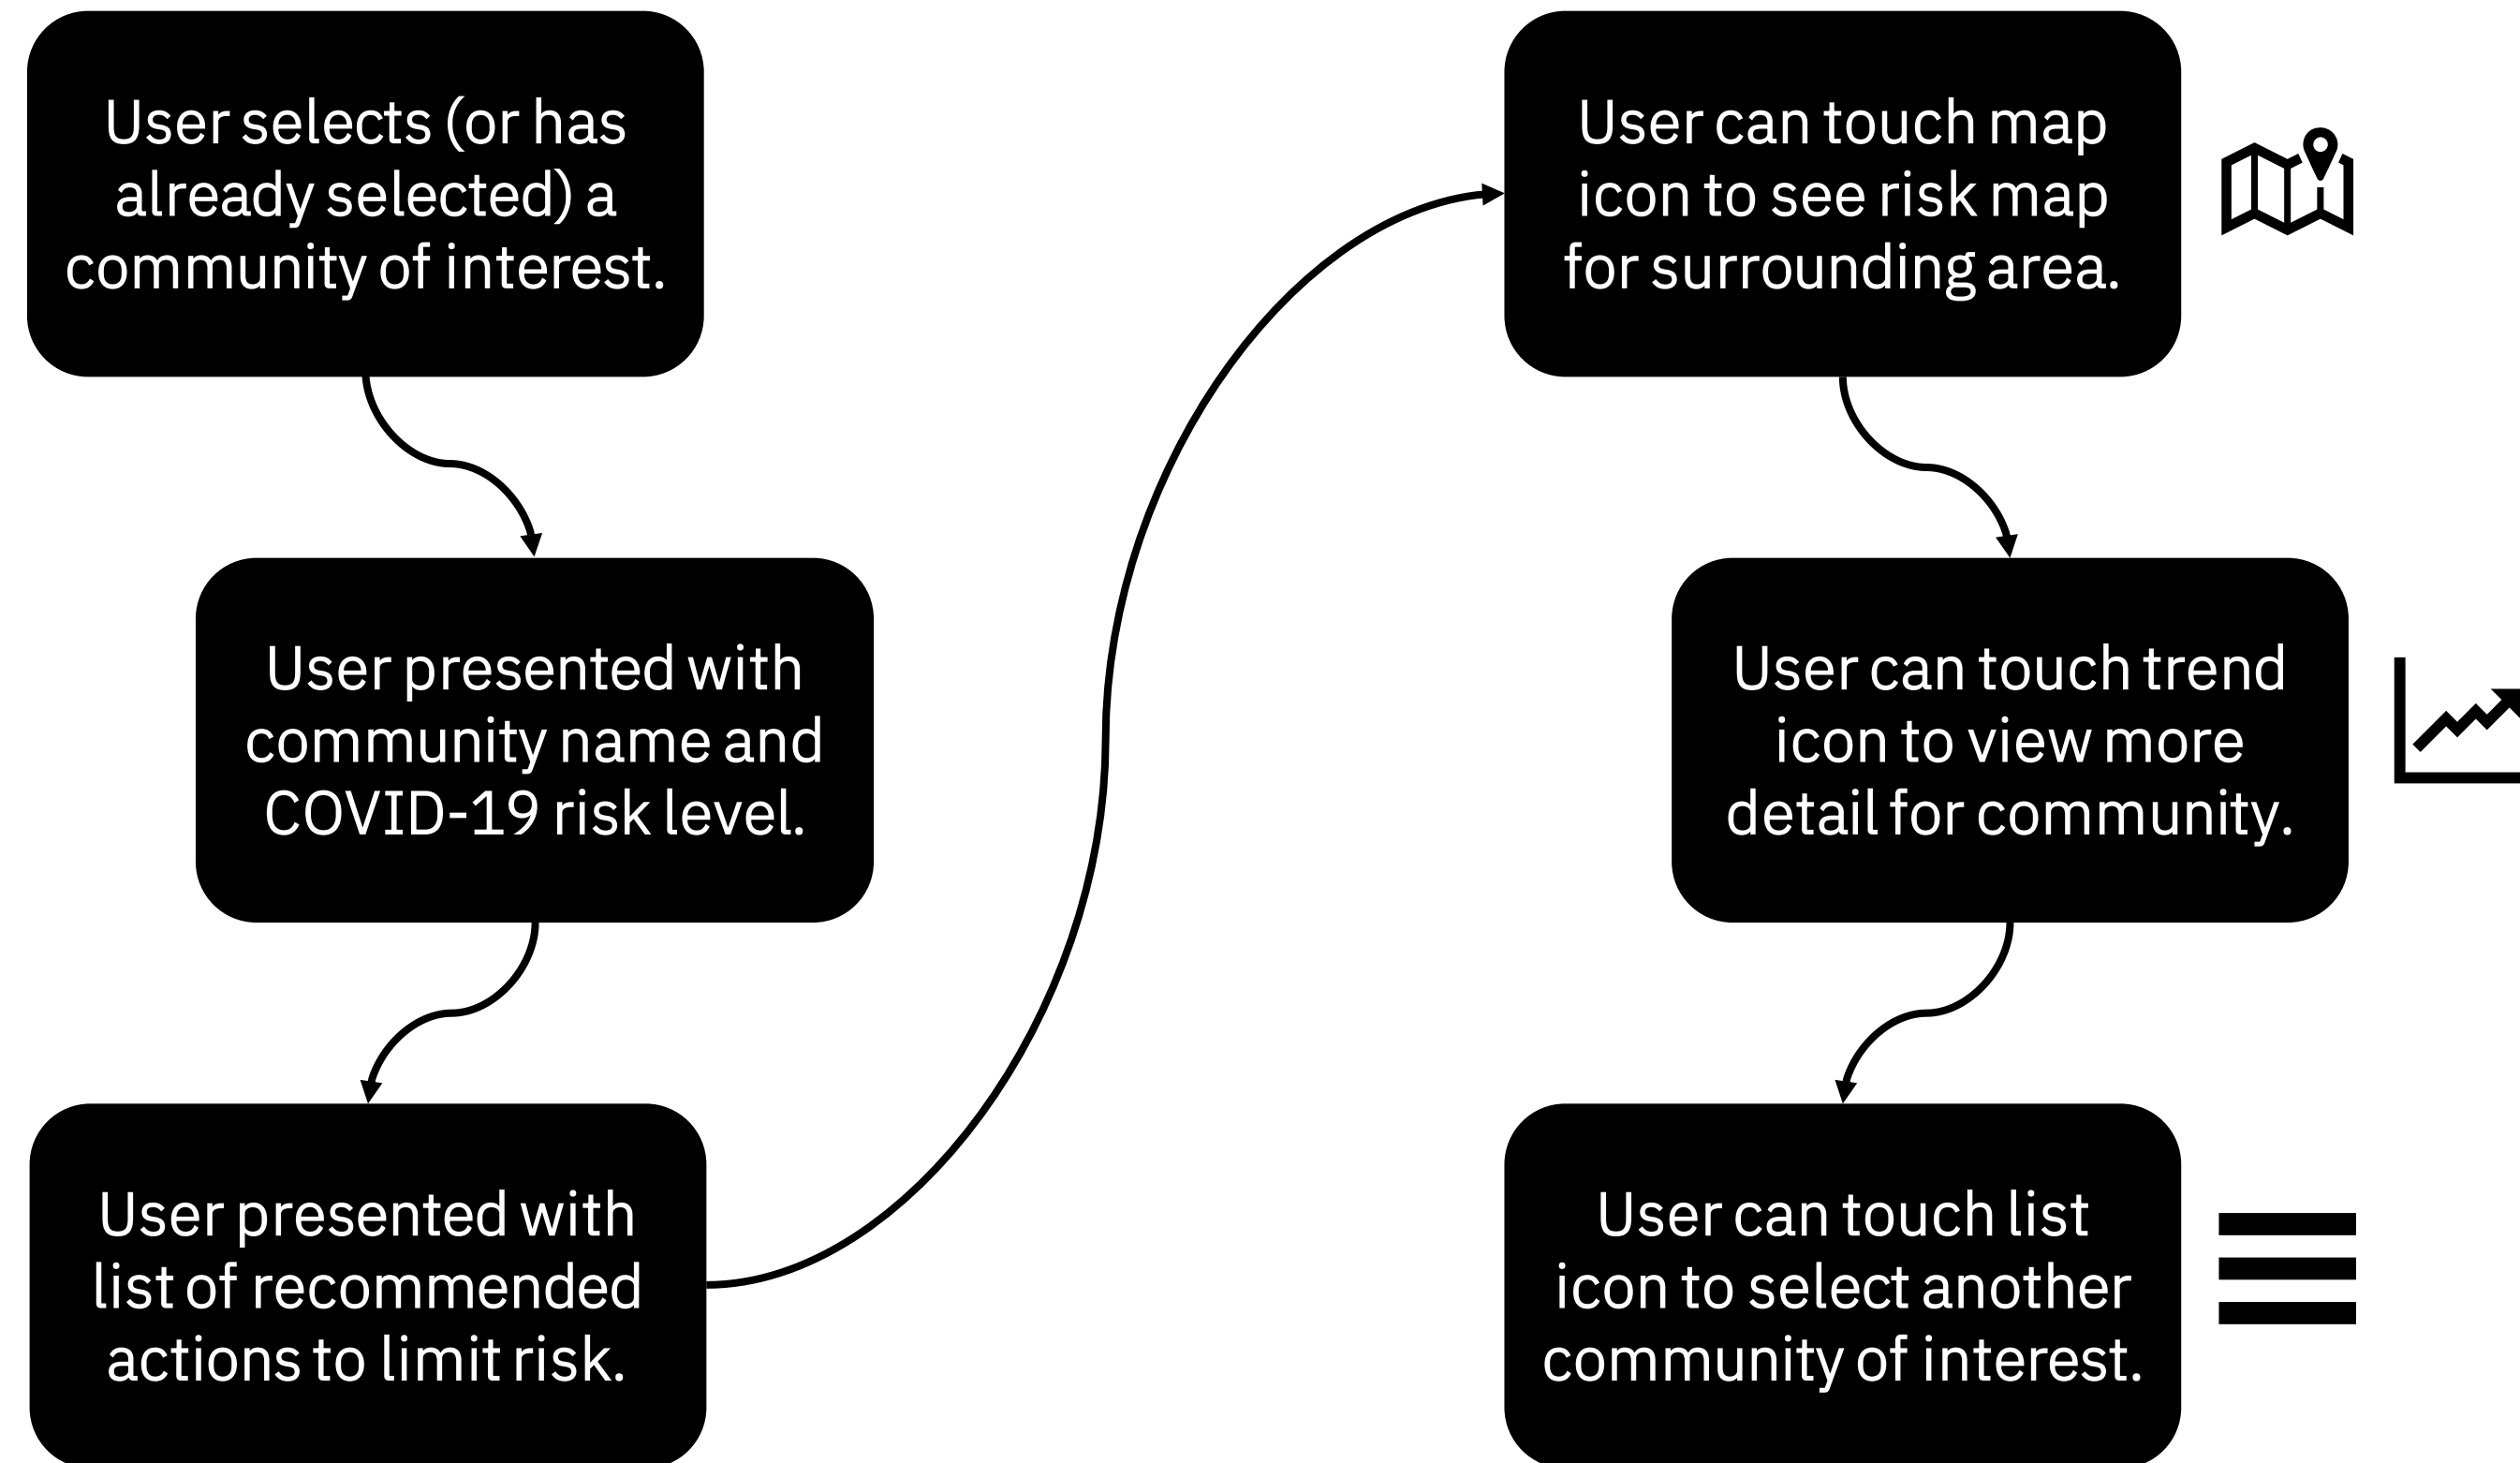 User selects (or has
already selected) a
community of interest.
User presented with
community name and
COVID-19 risk level.
User presented with
list of recommended
actions to limit risk.
User can touch map
icon to see risk map
for surrounding area.
User can touch trend
icon to view more
detail for community.
User can touch list
icon to select another
community of interest.